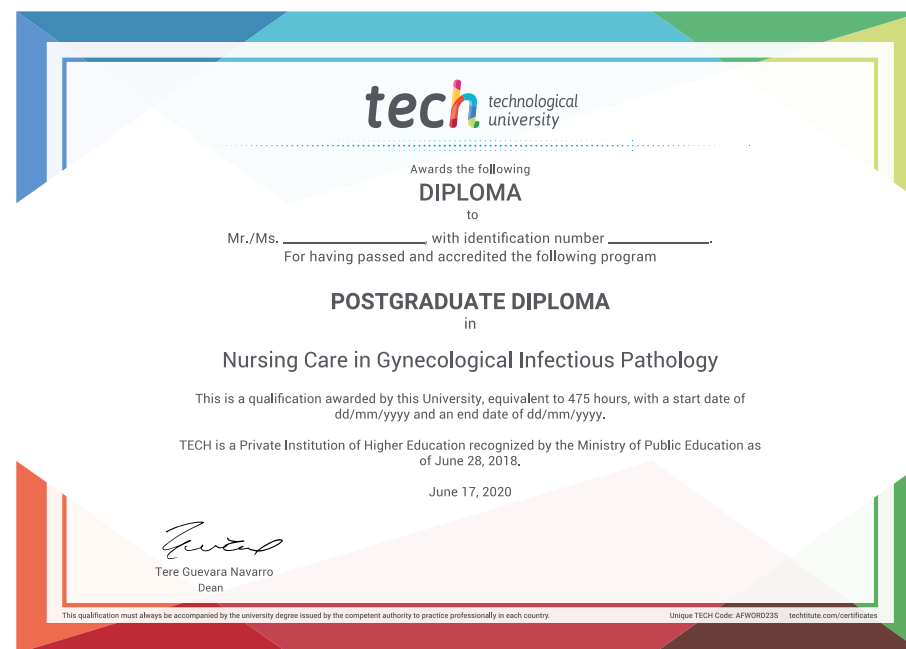 tech technological
university
Awards the following
DIPLOMA
to
Mr./Ms. ____________, with identification number ____________.
For having passed and accredited the following program
POSTGRADUATE DIPLOMA
in
Nursing Care in Gynecological Infectious Pathology
This is a qualification awarded by this University, equivalent to 475 hours, with a start date of
dd/mm/yyyy and an end date of dd/mm/yyyy.
TECH is a Private Institution of Higher Education recognized by the Ministry of Public Education as
of June 28, 2018.
June 17, 2020
Tere Guevara Navarro
Dean
This qualification must always be accompanied by the university degree issued by the competent authority to practice professionally in each country. Unique TECH Code: AFWORD23S techtitute.com/certificates